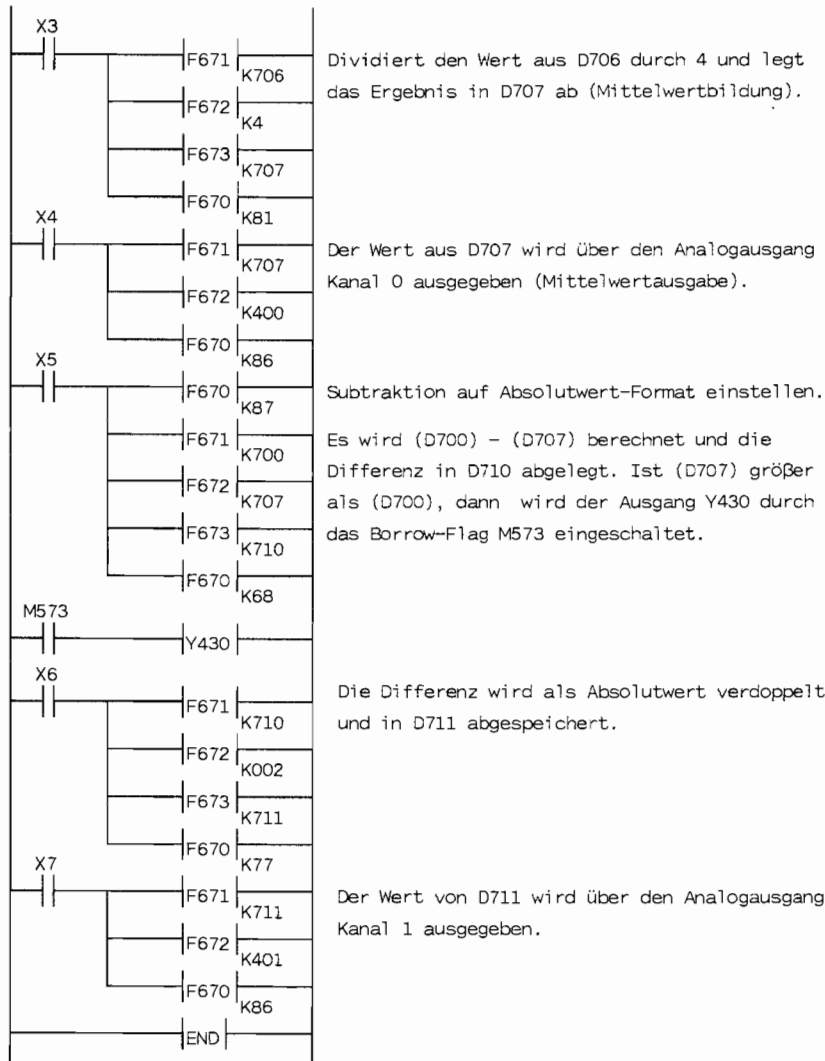 X3
F671 K706 Dividiert den Wert aus D706 durch 4 und legt
F672 K4 das Ergebnis in D707 ab (Mittelwertbildung).
F673 K707
F670 K81
X4
F671 K707 Der Wert aus D707 wird über den Analogausgang
F672 K400 Kanal 0 ausgegeben (Mittelwertausgabe).
F670 K86
X5
F670 K87 Subtraktion auf Absolutwert-Format einstellen.
F671 K700 Es wird (D700) - (D707) berechnet und die
F672 K707 Differenz in D710 abgelegt. Ist (D707) größer
als (D700), dann wird der Ausgang Y430 durch
F673 K710 das Borrow-Flag M573 eingeschaltet.
F670 K68
M573
Y430
X6
F671 K710 Die Differenz wird als Absolutwert verdoppelt
F672 K002 und in D711 abgespeichert.
F673 K711
F670 K77
X7
F671 K711 Der Wert von D711 wird über den Analogausgang
F672 K401 Kanal 1 ausgegeben.
F670 K86
END